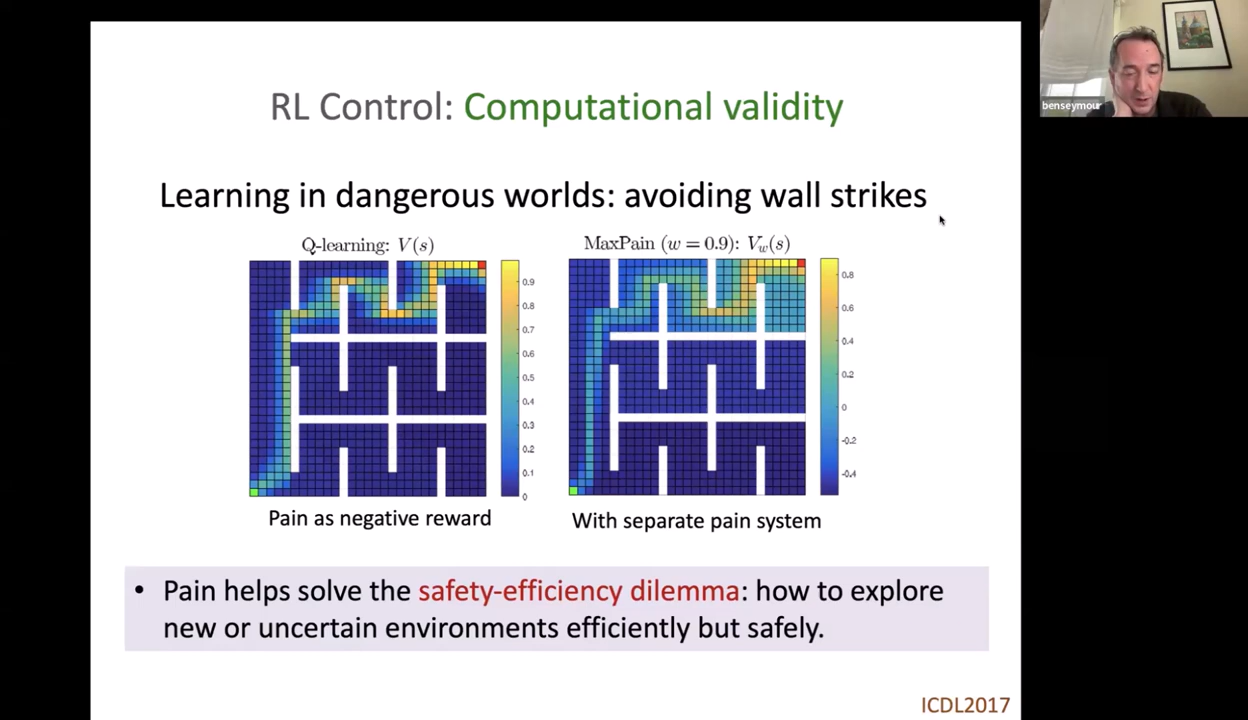 RL Control: Computational validity
benseymour
Learning in dangerous worlds: avoiding wall strikes
Q-learning: V(s)
MaxPain (w = 0.9): V_w(s)
0.9
0.8
0.7
0.6
0.5
0.4
0.3
0.2
0.1
0
0.8
0.6
0.4
0.2
0
-0.2
-0.4
Pain as negative reward
With separate pain system
• Pain helps solve the safety-efficiency dilemma: how to explore
new or uncertain environments efficiently but safely.
ICDL2017